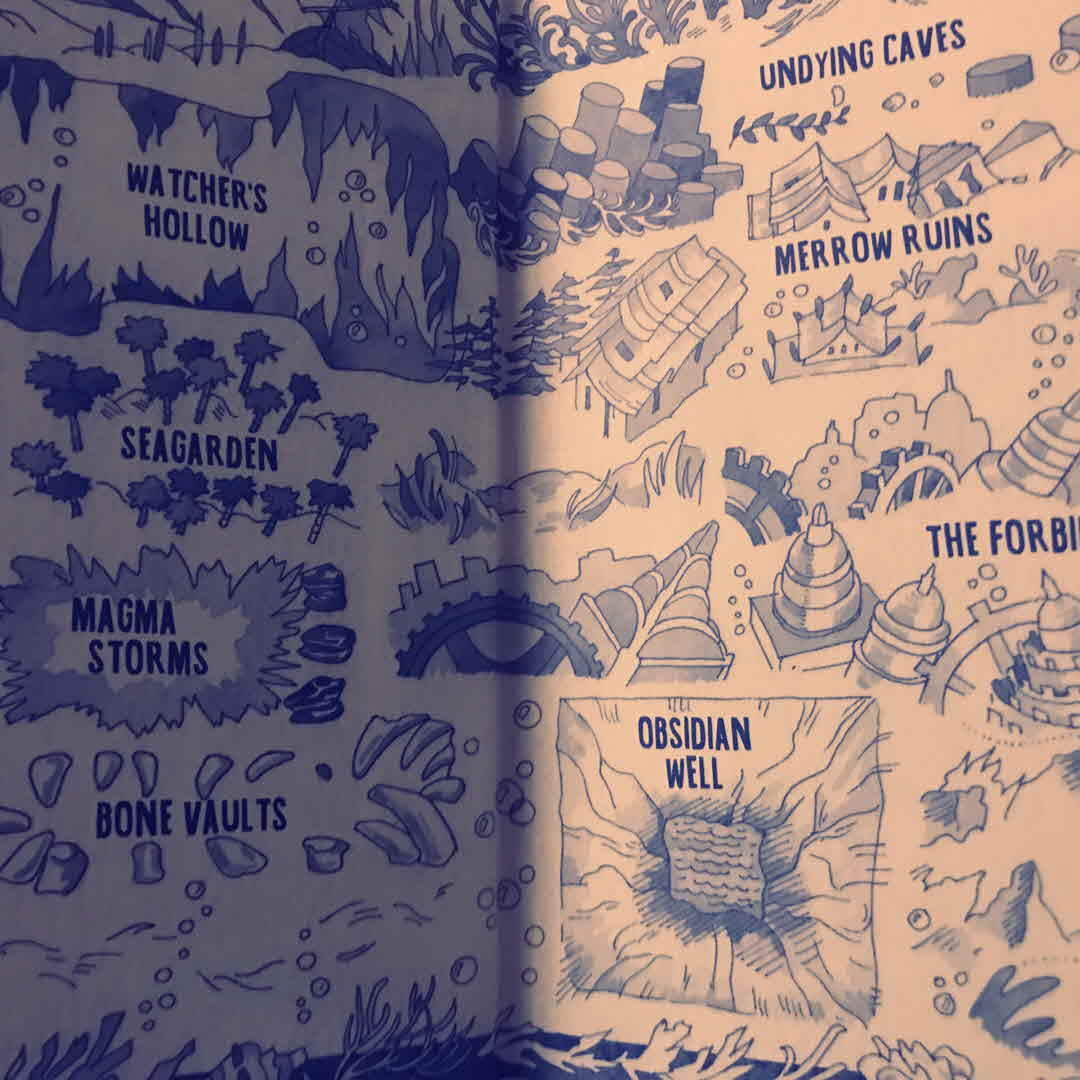 WATCHER'S
HOLLOW
SEAGARDEN
MAGMA
STORMS
BONE VAULTS
UNDYING CAVES
MERROW RUINS
THE FORBI
OBSIDIAN
WELL